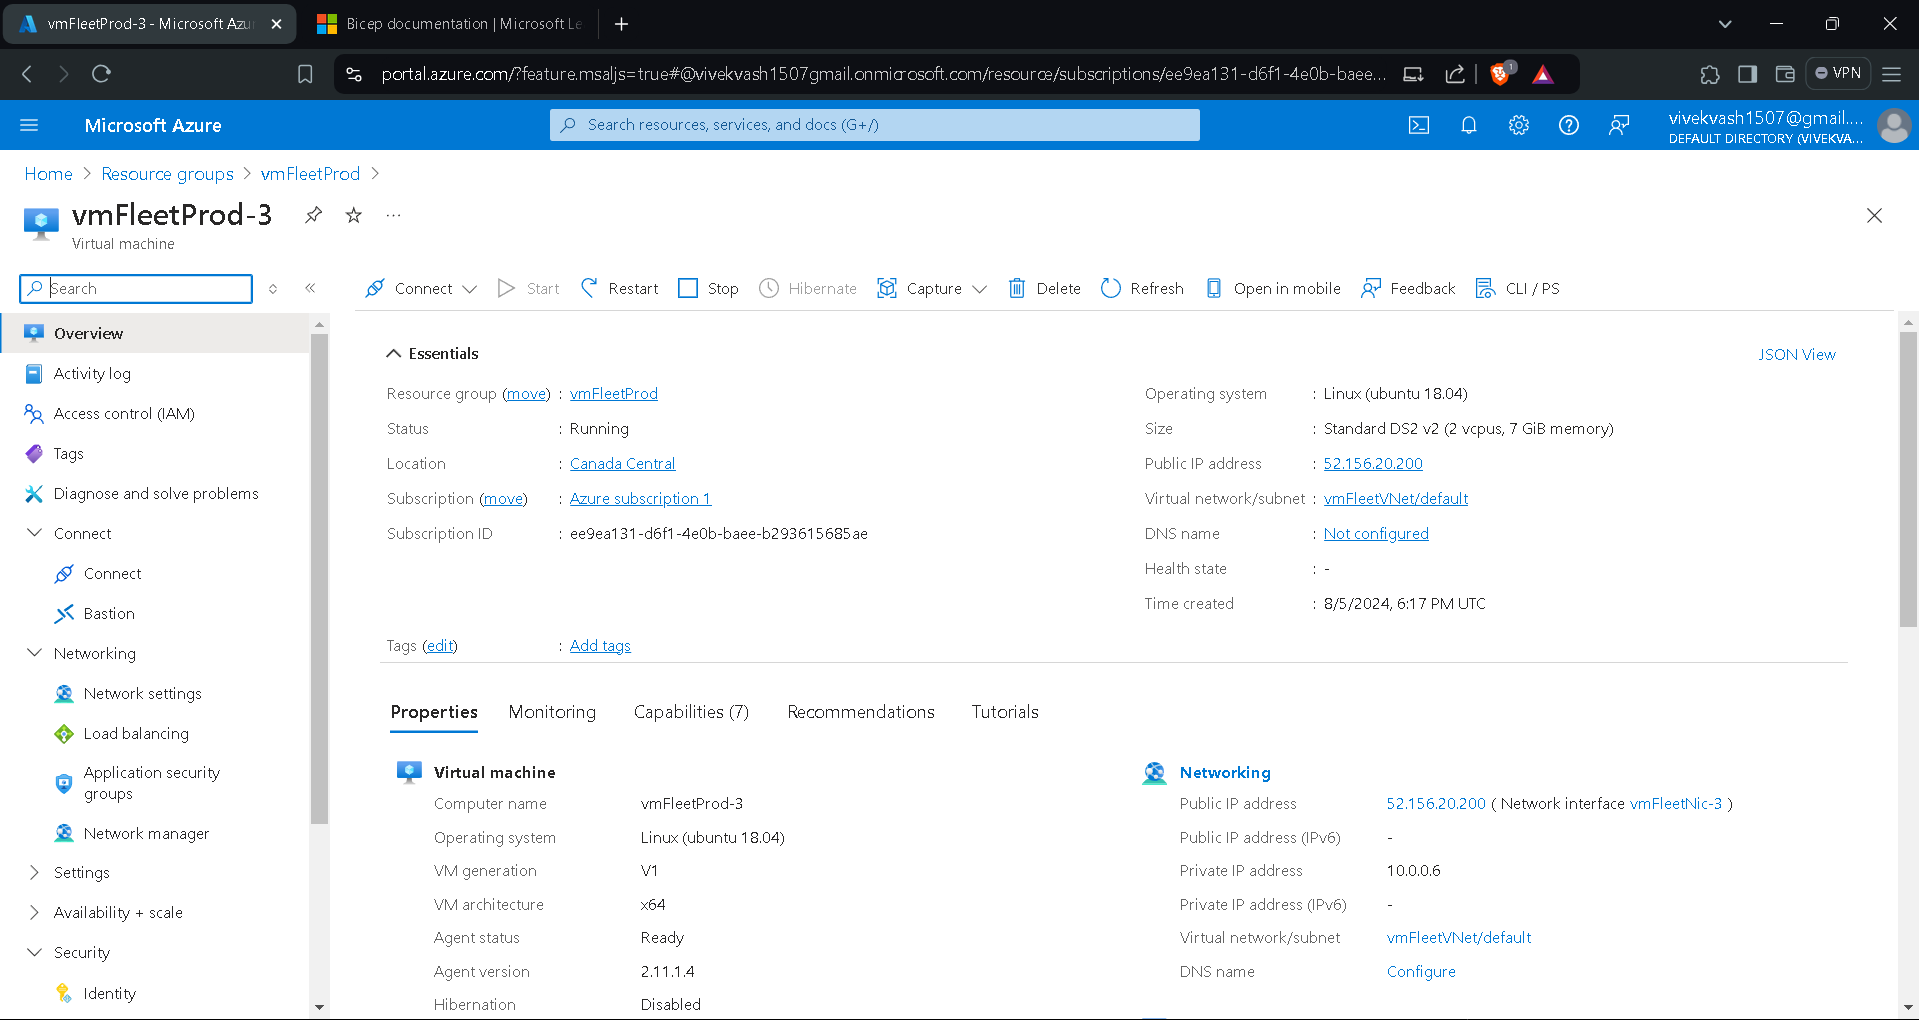 vmFleetProd-3 - Microsoft Azu
Bicep documentation | Microsoft Le
portal.azure.com/?feature.msaljs=true#@vivekvash1507gmail.onmicrosoft.com/resource/subscriptions/ee9ea131-d6f1-4e0b-baee...
1
VPN
Microsoft Azure
Search resources, services, and docs (G+/)
vivekvash1507@gmail....
DEFAULT DIRECTORY (VIVEKVA...
Home > Resource groups > vmFleetProd >
vmFleetProd-3
Virtual machine
Search
Connect
Start
Restart
Stop
Hibernate
Capture
Delete
Refresh
Open in mobile
Feedback
CLI / PS
Overview
Activity log
Access control (IAM)
Tags
Diagnose and solve problems
Connect
Connect
Bastion
Networking
Network settings
Load balancing
Application security
groups
Network manager
Settings
Availability + scale
Security
Identity
Essentials
JSON View
Resource group (move) : vmFleetProd
Status : Running
Location : Canada Central
Subscription (move) : Azure subscription 1
Subscription ID : ee9ea131-d6f1-4e0b-baee-b293615685ae
Operating system : Linux (ubuntu 18.04)
Size : Standard DS2 v2 (2 vcpus, 7 GiB memory)
Public IP address : 52.156.20.200
Virtual network/subnet : vmFleetVNet/default
DNS name : Not configured
Health state : -
Time created : 8/5/2024, 6:17 PM UTC
Tags (edit) : Add tags
Properties
Monitoring
Capabilities (7)
Recommendations
Tutorials
Virtual machine
Computer name vmFleetProd-3
Operating system Linux (ubuntu 18.04)
VM generation V1
VM architecture x64
Agent status Ready
Agent version 2.11.1.4
Hibernation Disabled
Networking
Public IP address 52.156.20.200 ( Network interface vmFleetNic-3 )
Public IP address (IPv6) -
Private IP address 10.0.0.6
Private IP address (IPv6) -
Virtual network/subnet vmFleetVNet/default
DNS name Configure